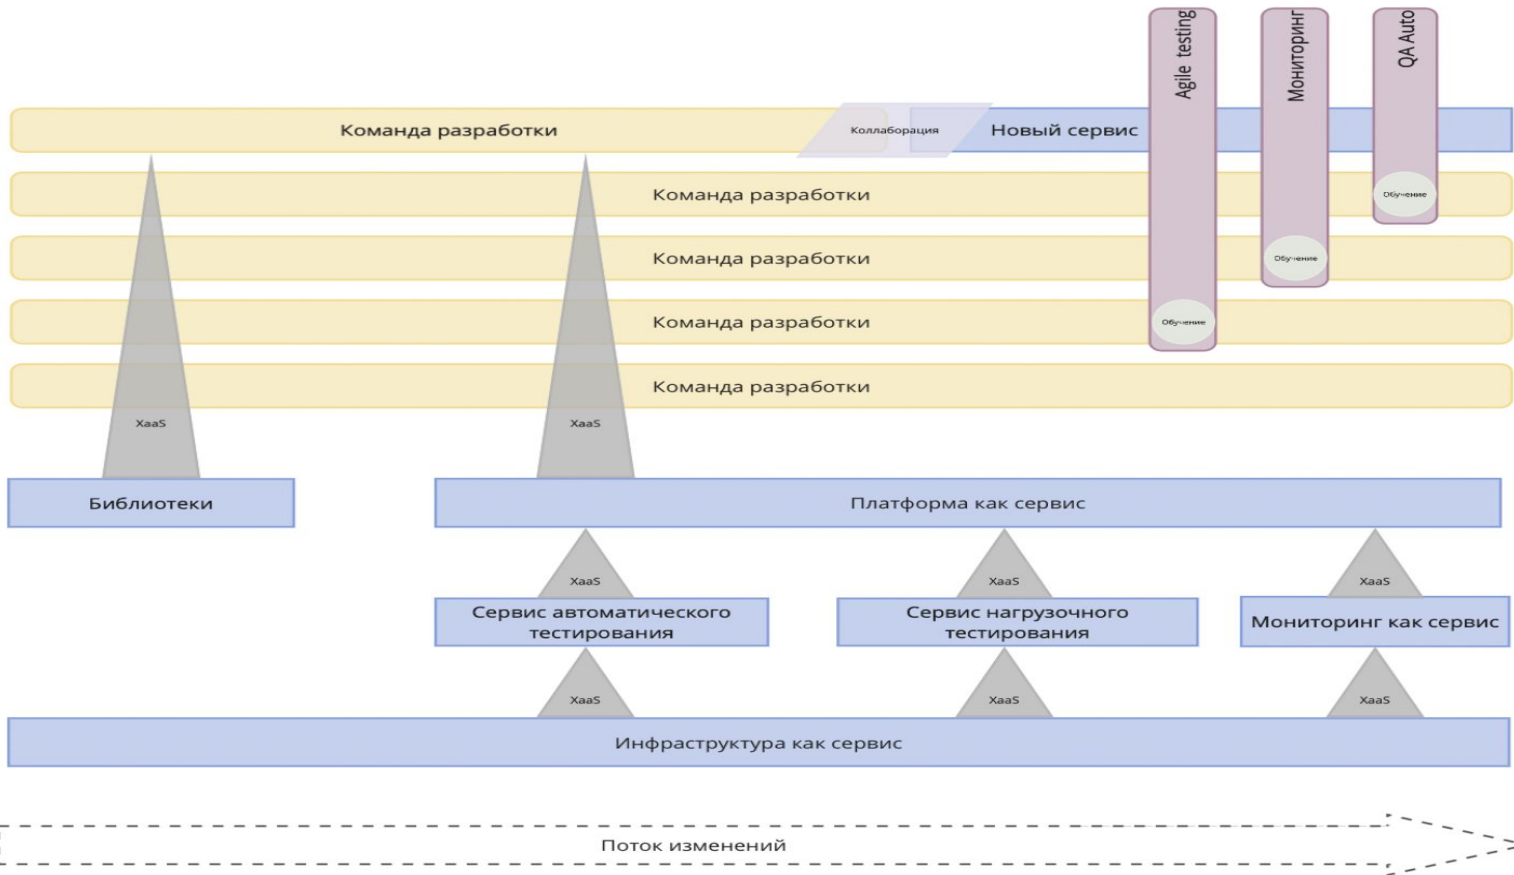 Agile testing
Мониторинг
QA Auto
Команда разработки
Коллаборация
Новый сервис
Команда разработки
Обучение
Команда разработки
Обучение
Команда разработки
Обучение
Команда разработки
XaaS
XaaS
Библиотеки
Платформа как сервис
XaaS
XaaS
XaaS
Сервис автоматического
тестирования
Сервис нагрузочного
тестирования
Мониторинг как сервис
XaaS
XaaS
XaaS
Инфраструктура как сервис
Поток изменений